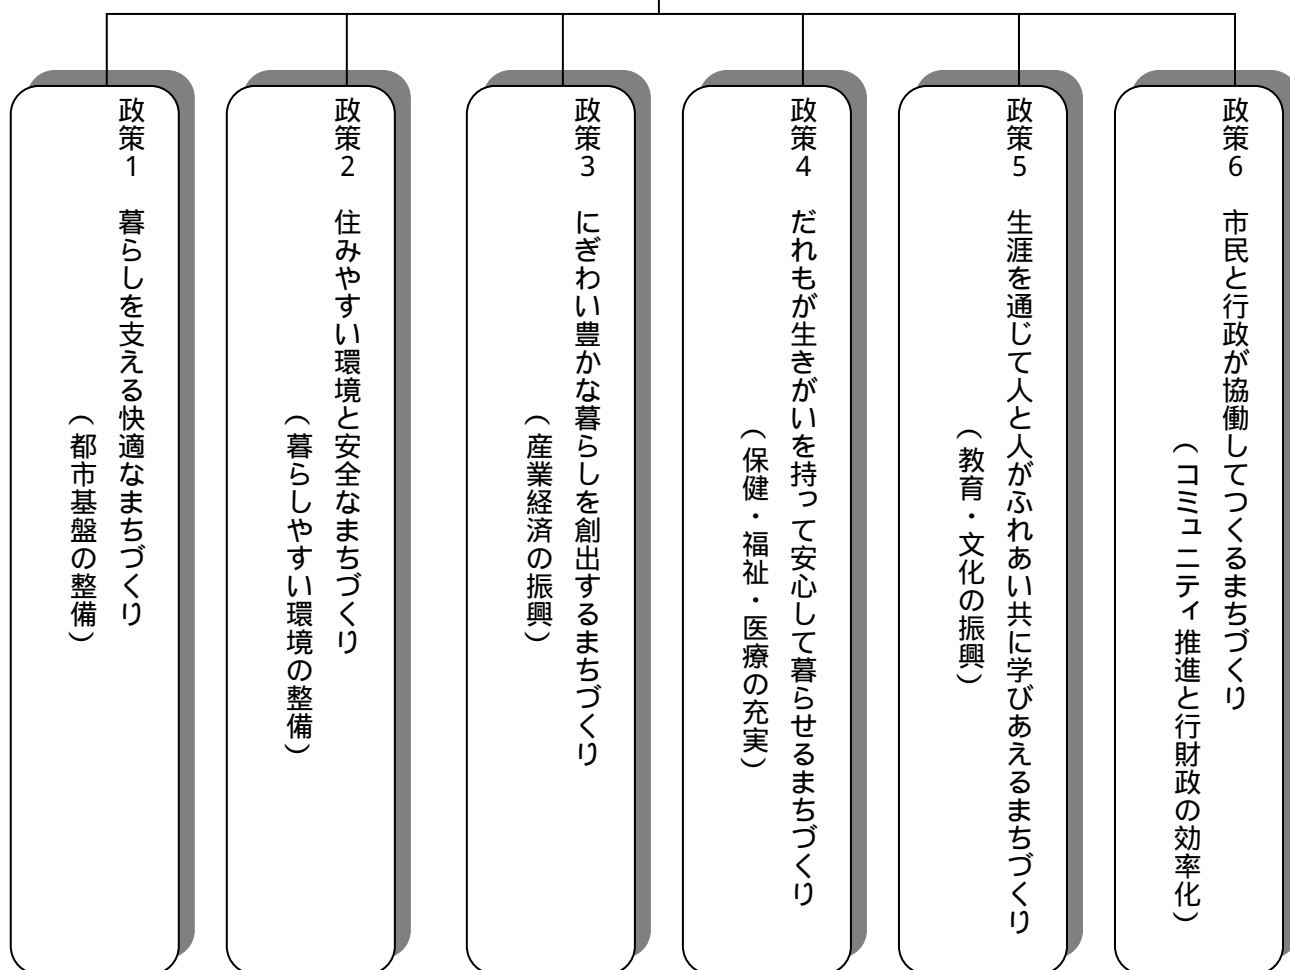 政策1　暮らしを支える快適なまちづくり
（都市基盤の整備）
政策2　住みやすい環境と安全なまちづくり
（暮らしやすい環境の整備）
政策3　にぎわい豊かな暮らしを創出するまちづくり
（産業経済の振興）
政策4　だれもが生きがいを持って安心して暮らせるまちづくり
（保健・福祉・医療の充実）
政策5　生涯を通じて人と人がふれあい共に学びあえるまちづくり
（教育・文化の振興）
政策6　市民と行政が協働してつくるまちづくり
（コミュニティ推進と行財政の効率化）